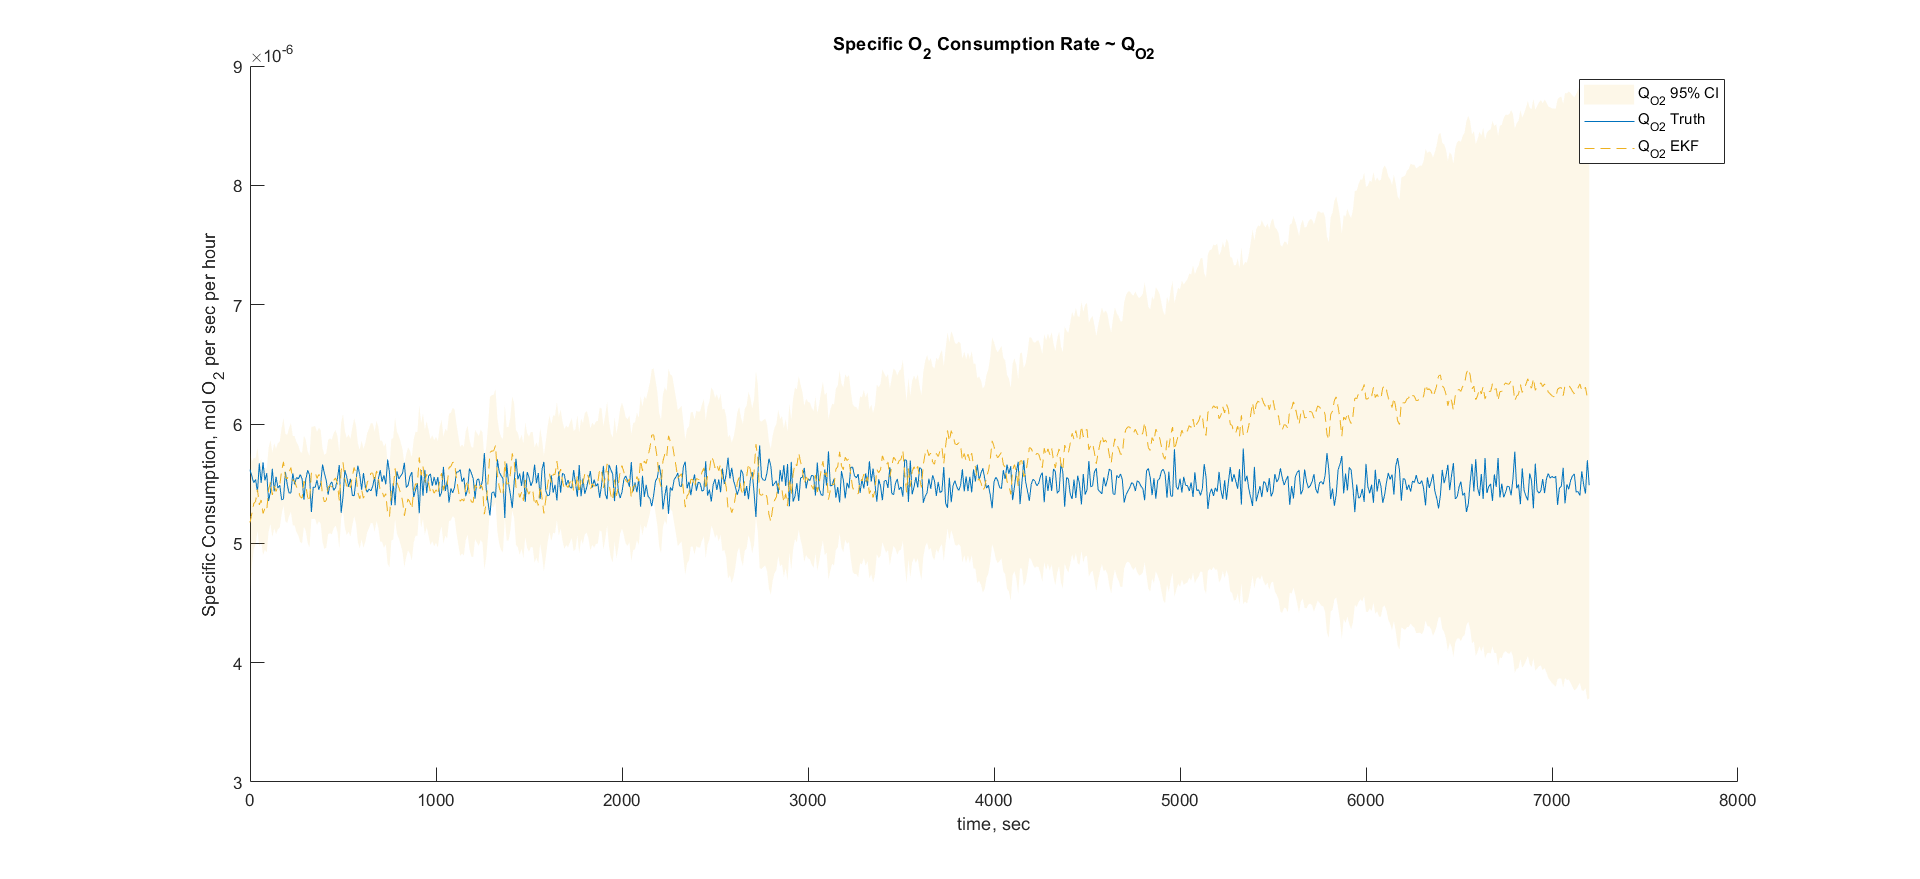 Specific O2 Consumption Rate ~ QO2
×10-6
9
8
7
6
5
4
3
Specific Consumption, mol O2 per sec per hour
QO2 95% CI
QO2 Truth
QO2 EKF
0 1000 2000 3000 4000 5000 6000 7000 8000
time, sec